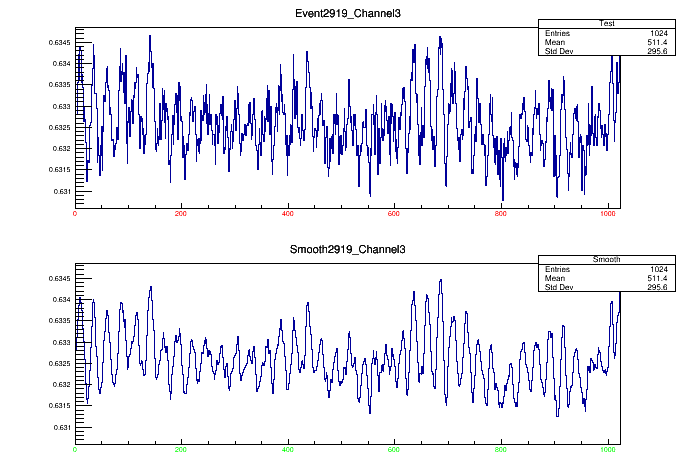 Event2919_Channel3
Test
Entries 1024
Mean 511.4
Std Dev 295.6
0.6345
0.634
0.6335
0.633
0.6325
0.632
0.6315
0.631
0 200 400 600 800 1000
Smooth2919_Channel3
Smooth
Entries 1024
Mean 511.4
Std Dev 295.6
0.6345
0.634
0.6335
0.633
0.6325
0.632
0.6315
0.631
0 200 400 600 800 1000